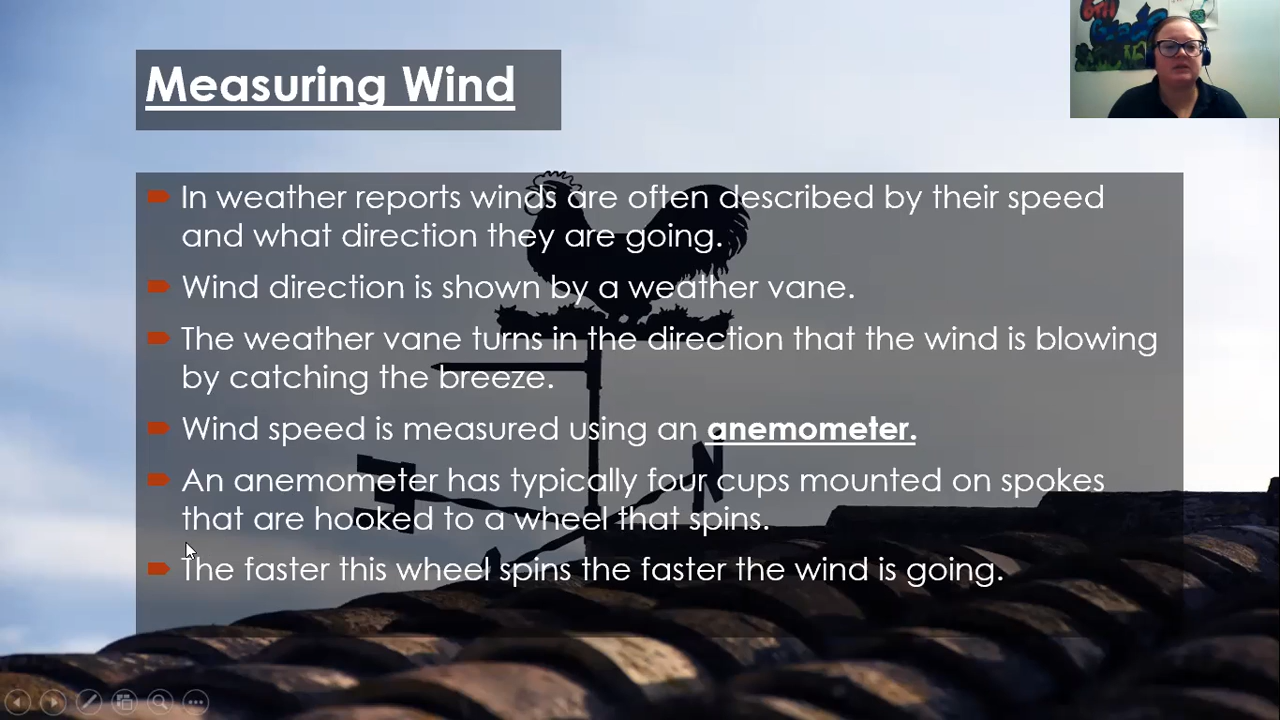 Measuring Wind
In weather reports winds are often described by their speed
and what direction they are going.
Wind direction is shown by a weather vane.
The weather vane turns in the direction that the wind is blowing
by catching the breeze.
Wind speed is measured using an anemometer.
An anemometer has typically four cups mounted on spokes
that are hooked to a wheel that spins.
The faster this wheel spins the faster the wind is going.
N